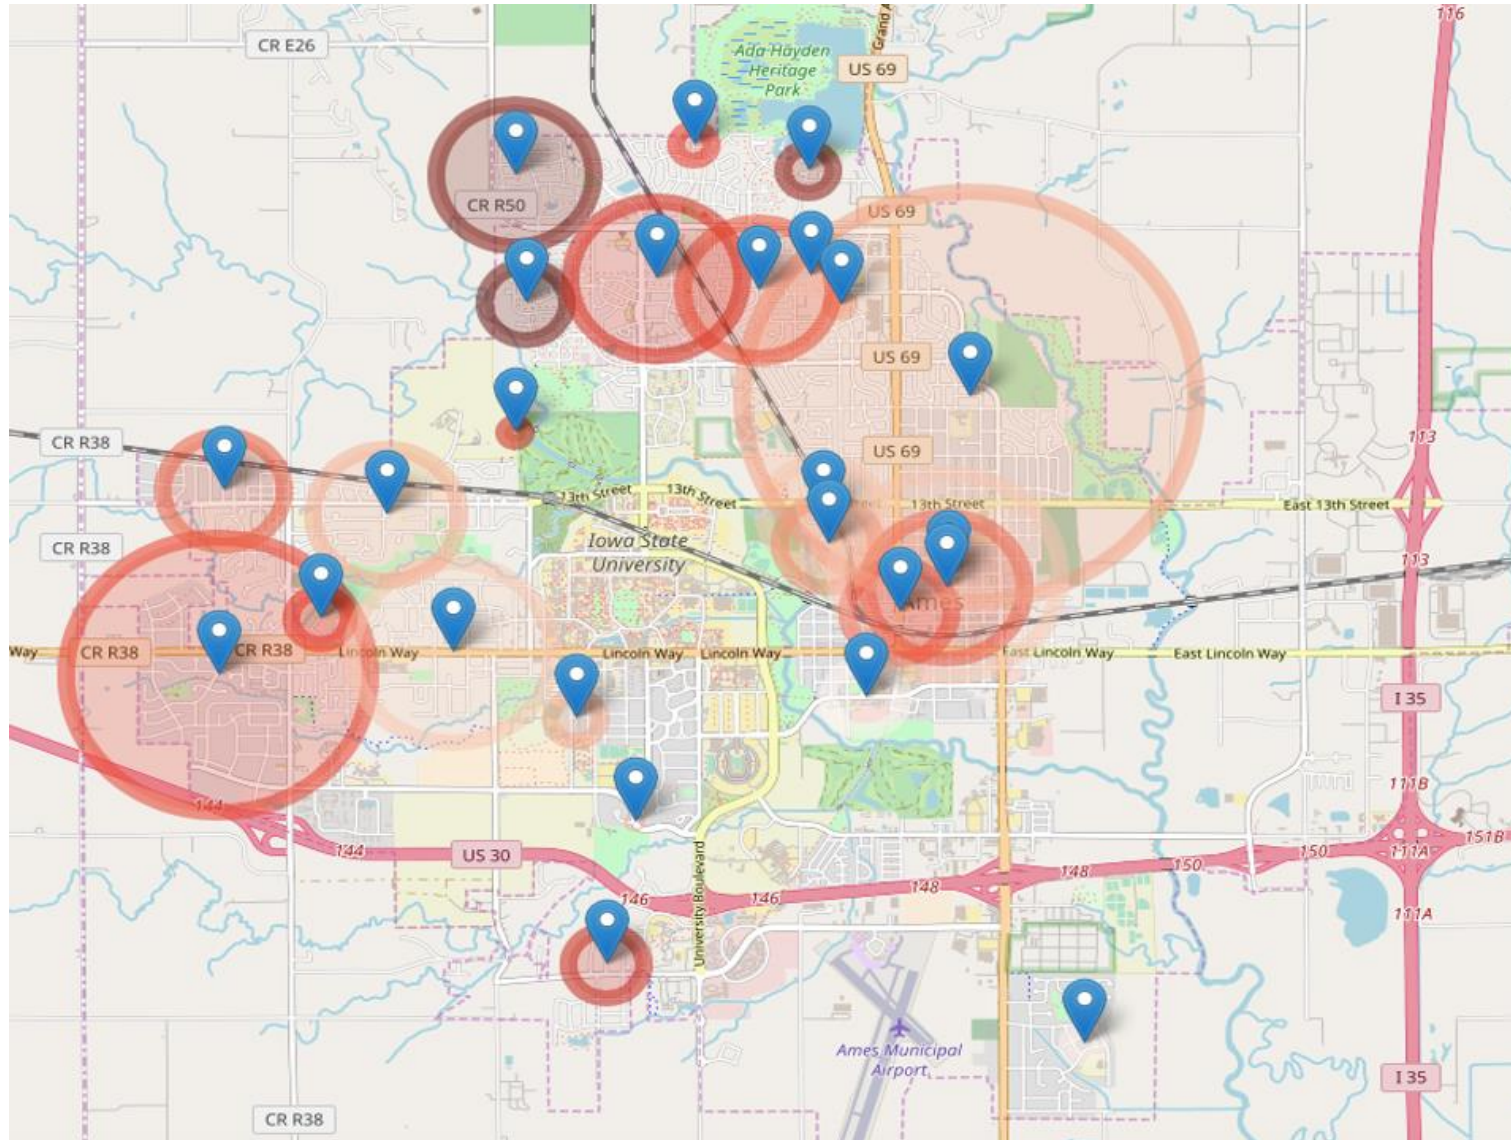 116
CR E26
Ada Hayden
Heritage
Park
Grand A
US 69
CR R50
US 69
US 69
CR R38
US 69
113
13th Street
13th Street
13th Street
East 13th Street
CR R38
Iowa State
University
113
Ames
Way
CR R38
CR R38
Lincoln Way
Lincoln Way
Lincoln Way
East Lincoln Way
East Lincoln Way
I 35
111B
144
144
US 30
151B
111A
150
150
148
148
146
146
111A
University Boulevard
Ames Municipal
Airport
I 35
CR R38